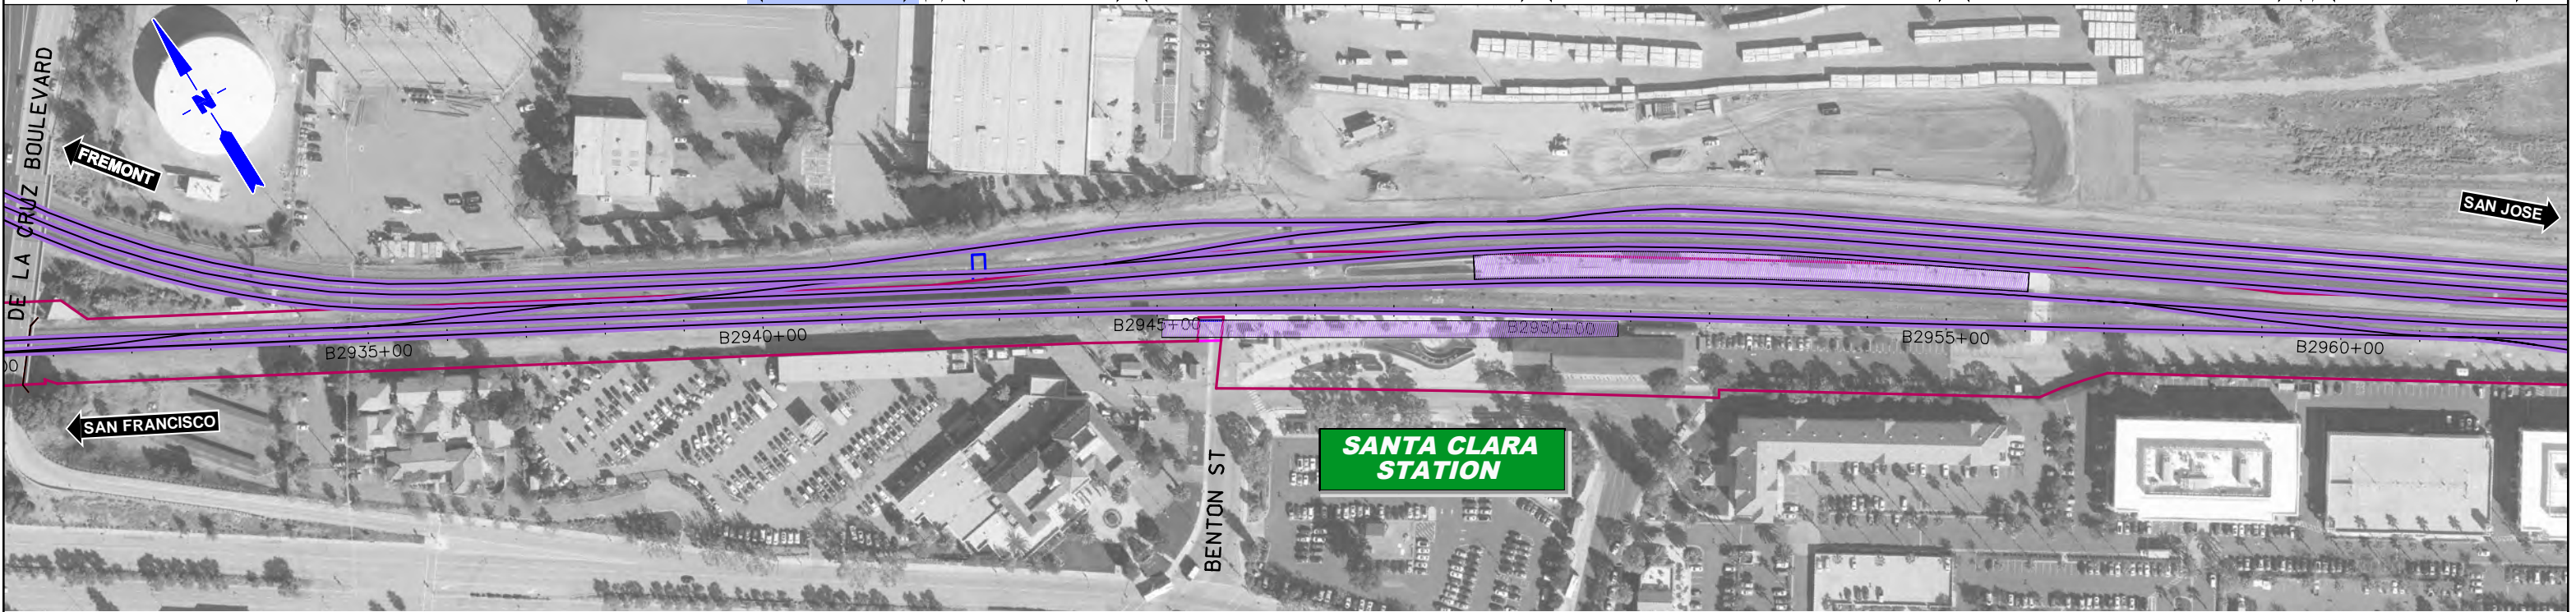 DE LA CRUZ BOULEVARD
N
FREMONT
SAN JOSE
B2935+00
B2940+00
B2945+00
B2950+00
B2955+00
B2960+00
SAN FRANCISCO
BENTON ST
SANTA CLARA
STATION